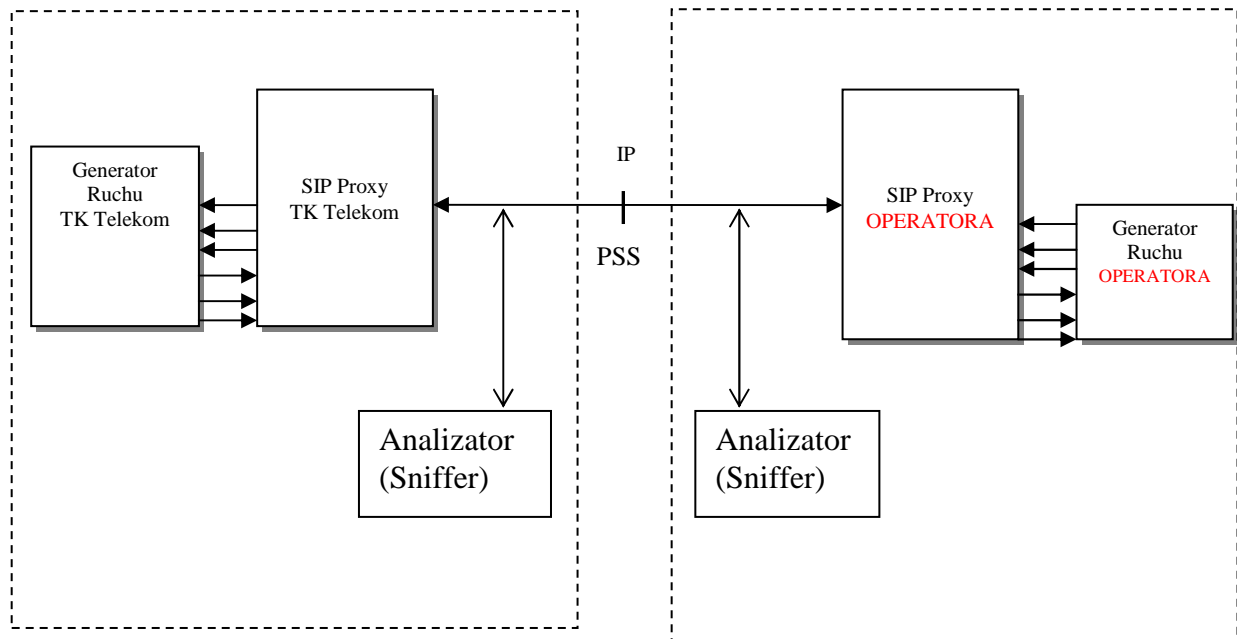 Generator
Ruchu
TK Telekom
SIP Proxy
TK Telekom
IP
PSS
SIP Proxy
OPERATORA
Generator
Ruchu
OPERATORA
Analizator
(Sniffer)
Analizator
(Sniffer)